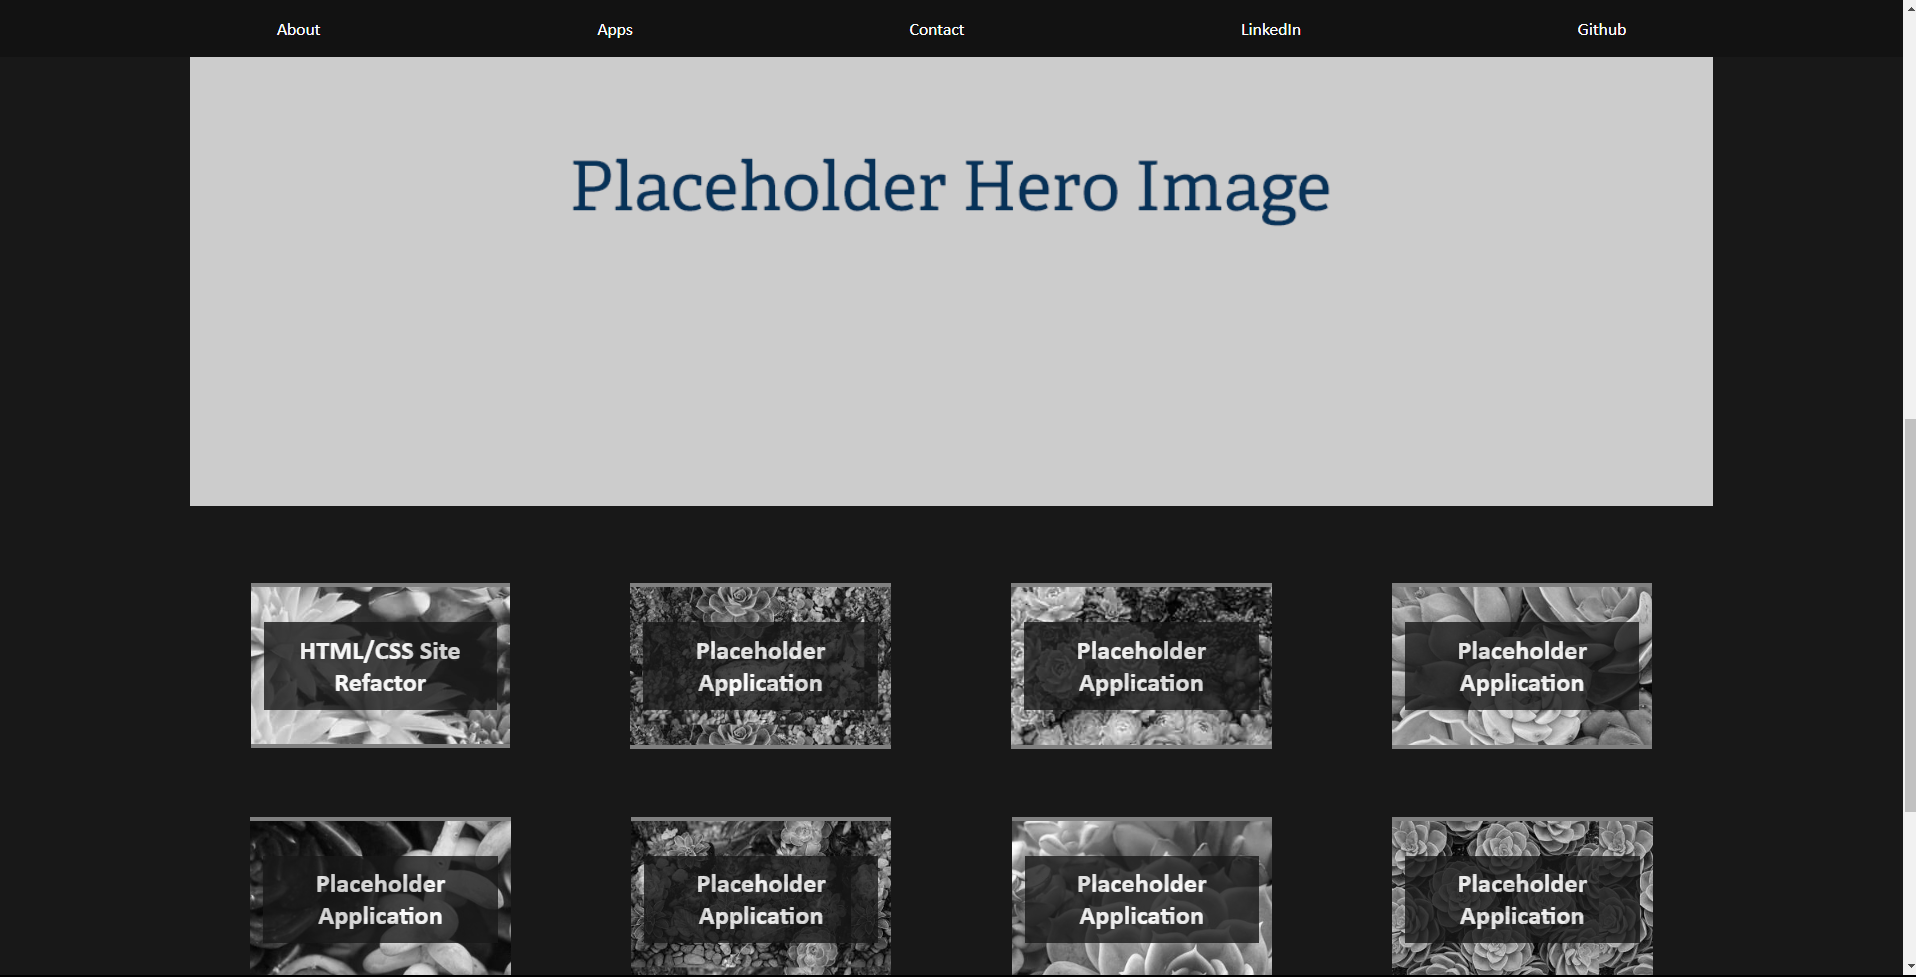 About Apps Contact LinkedIn Github
Placeholder Hero Image
HTML/CSS Site
Refactor
Placeholder
Application
Placeholder
Application
Placeholder
Application
Placeholder
Application
Placeholder
Application
Placeholder
Application
Placeholder
Application